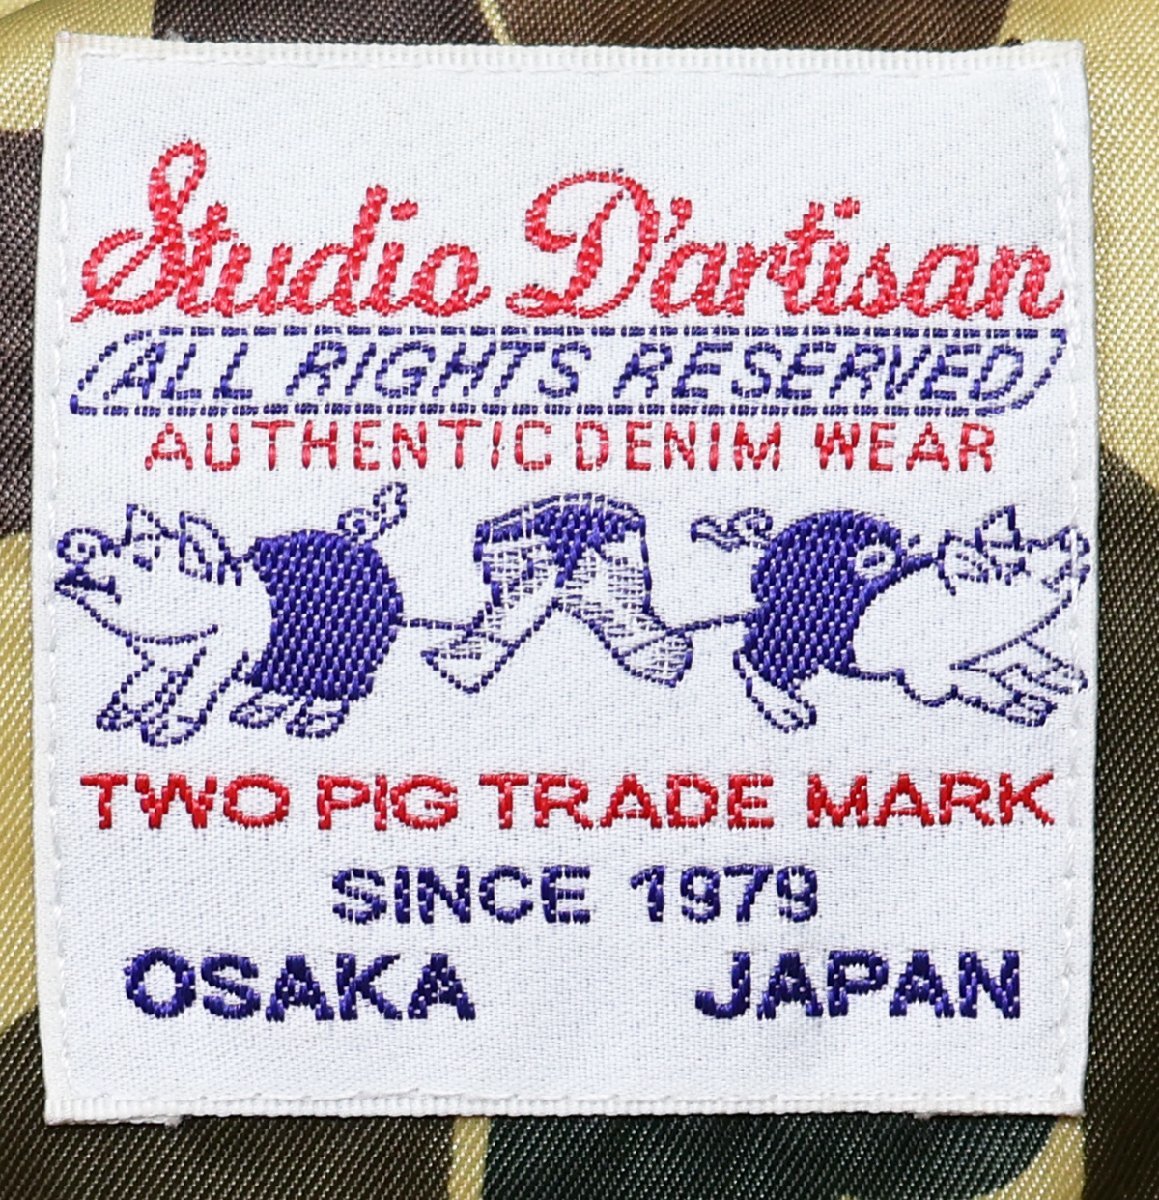 Studio D'artisan
ALL RIGHTS RESERVED
AUTHENTIC DENIM WEAR
TWO PIG TRADE MARK
SINCE 1979
OSAKA JAPAN